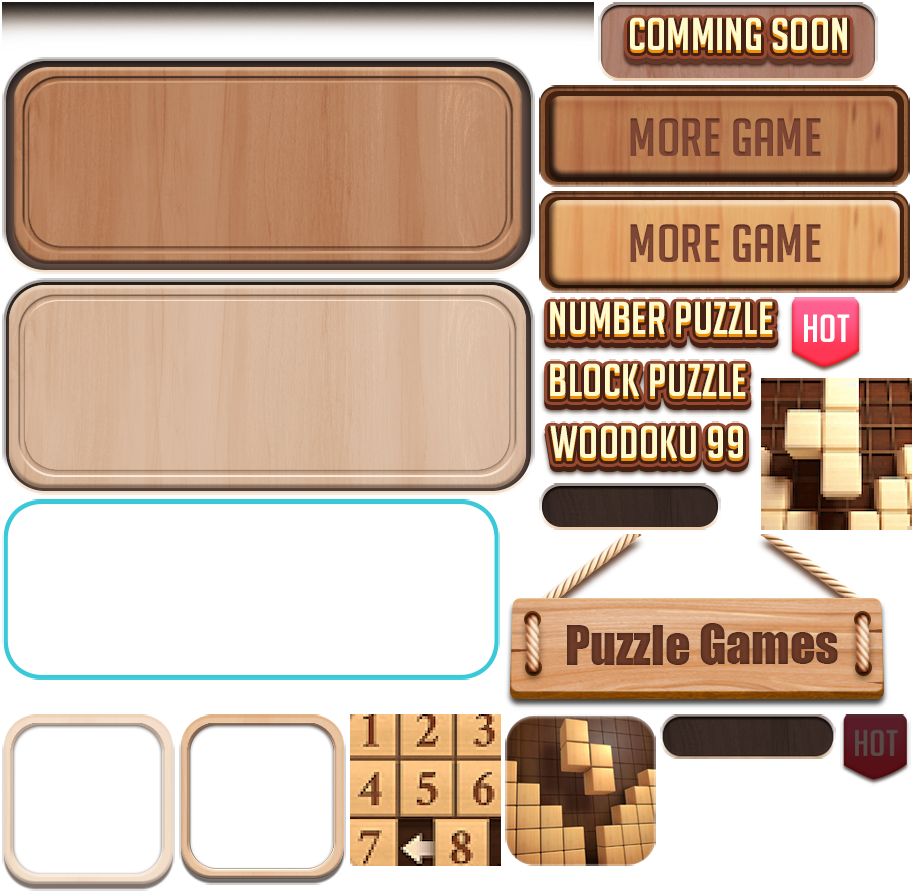 COMMING SOON
MORE GAME
MORE GAME
NUMBER PUZZLE
HOT
BLOCK PUZZLE
WOODOKU 99
Puzzle Games
1 2 3
4 5 6
7 8
HOT